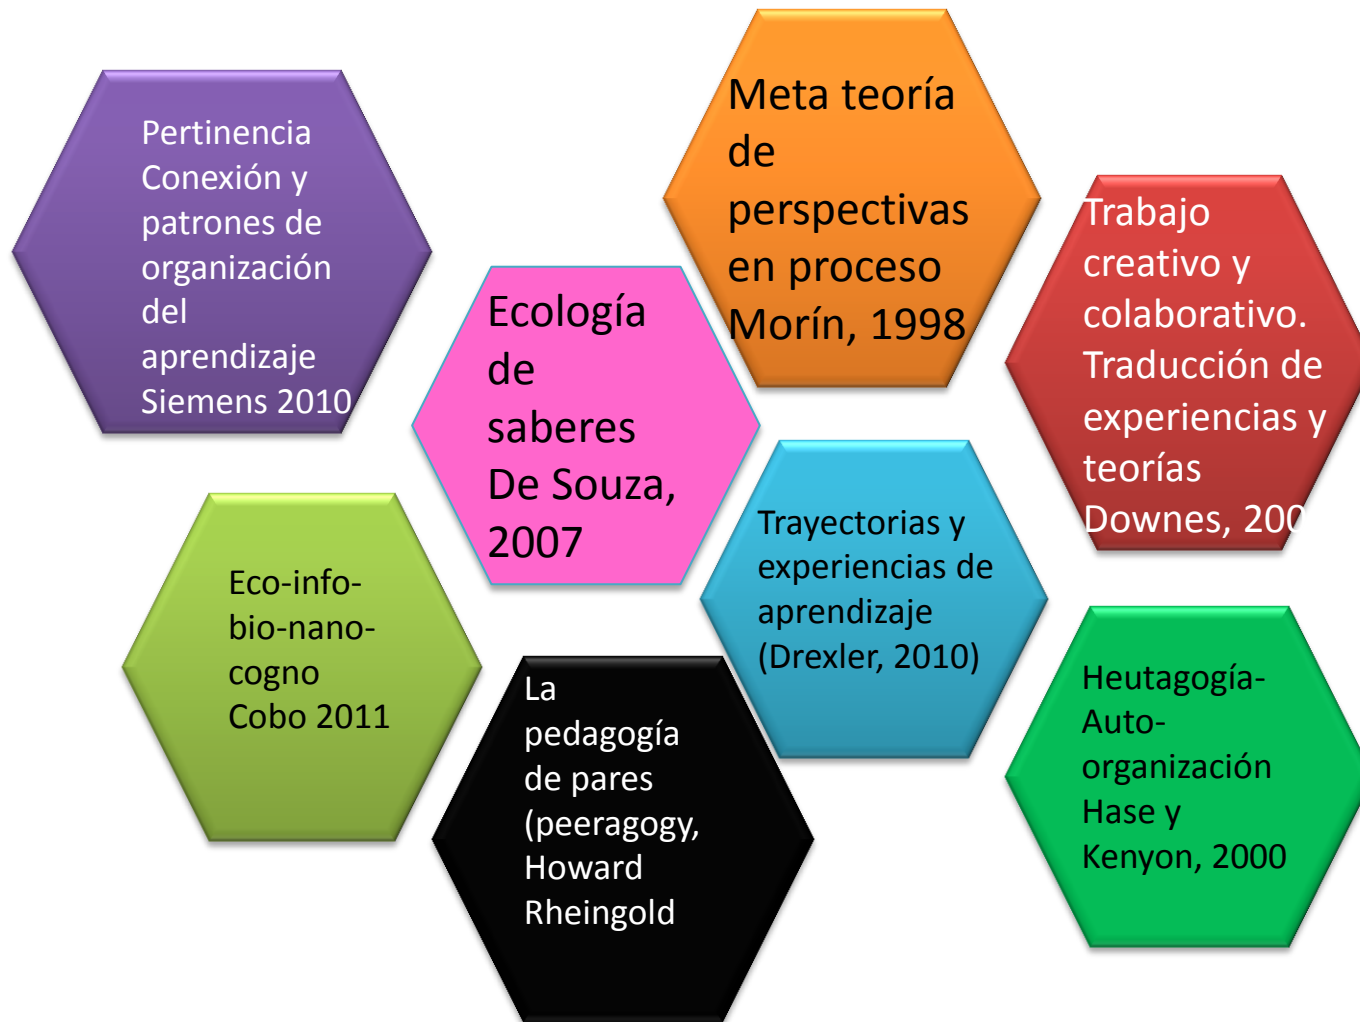 Pertinencia
Conexión y
patrones de
organización
del
aprendizaje
Siemens 2010
Meta teoría
de
perspectivas
en proceso
Morín, 1998
Trabajo
creativo y
colaborativo.
Traducción de
experiencias y
teorías
Downes,
Ecología
de
saberes
De Souza,
2007
Trayectorias y
experiencias de
aprendizaje
(Drexler, 2010)
Eco-info-
bio-nano-
cogno
Cobo 2011
La
pedagogía
de pares
(peeragogy,
Howard
Rheingold
Heutagogía-
Auto-
organización
Hase y
Kenyon, 2000